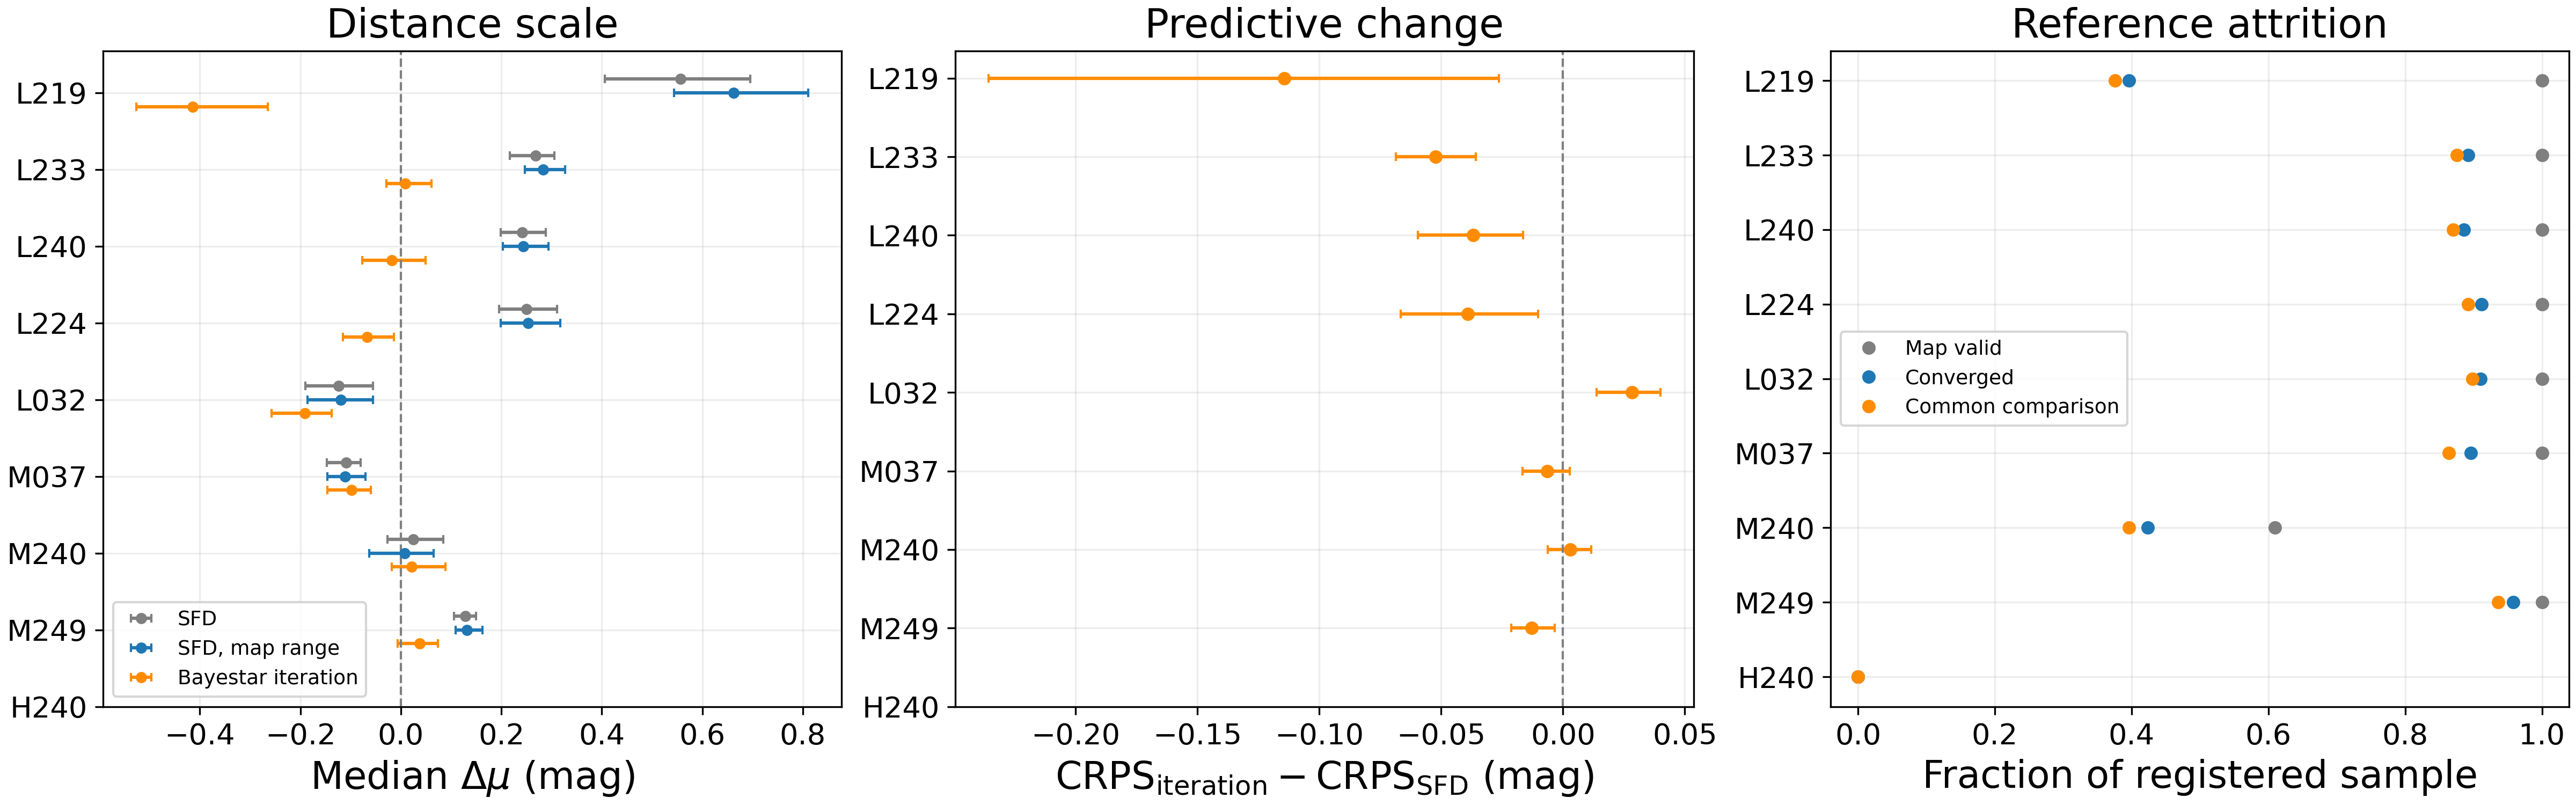 Distance scale
L219
L233
L240
L224
L032
M037
M240
M249
H240
SFD
SFD, map range
Bayestar iteration
−0.4 −0.2 0.0 0.2 0.4 0.6 0.8
Median Δμ (mag)
Predictive change
L219
L233
L240
L224
L032
M037
M240
M249
H240
−0.20 −0.15 −0.10 −0.05 0.00 0.05
CRPSiteration − CRPSSFD (mag)
Reference attrition
L219
L233
L240
L224
L032
M037
M240
M249
H240
Map valid
Converged
Common comparison
0.0 0.2 0.4 0.6 0.8 1.0
Fraction of registered sample